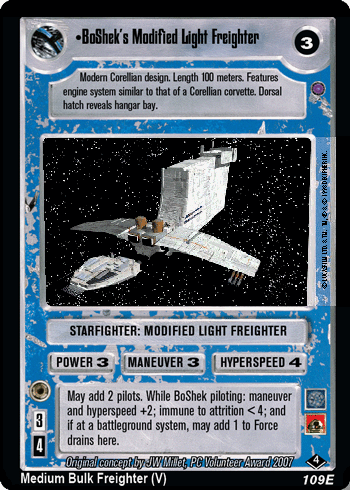 •BoShek's Modified Light Freighter
3
Modern Corellian design. Length 100 meters. Features
engine system similar to that of a Corellian corvette. Dorsal
hatch reveals hangar bay.
STARFIGHTER: MODIFIED LIGHT FREIGHTER
POWER 3 MANEUVER 3 HYPERSPEED 4
May add 2 pilots. While BoShek piloting: maneuver
and hyperspeed +2; immune to attrition < 4; and
if at a battleground system, may add 1 to Force
drains here.
3
4
4
Original concept by JW Millet, PC Volunteer Award 2007
Medium Bulk Freighter (V) 109E